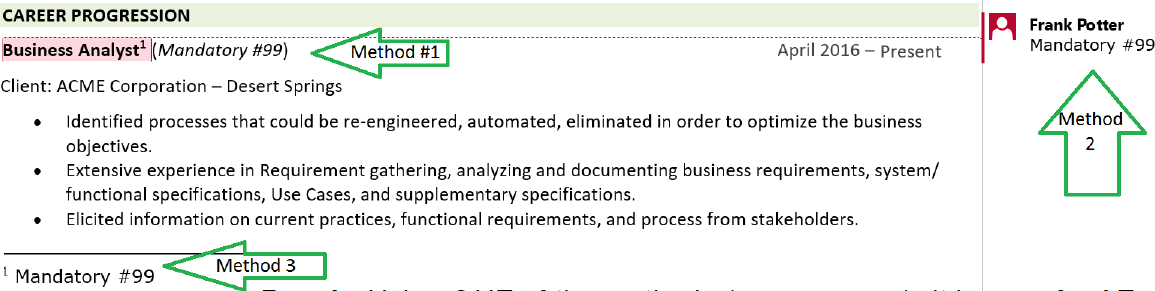 CAREER PROGRESSION
Business Analyst¹ (Mandatory #99)
Method #1
April 2016 – Present
Frank Potter
Mandatory #99
Client: ACME Corporation – Desert Springs
Method
2
• Identified processes that could be re-engineered, automated, eliminated in order to optimize the business
objectives.
• Extensive experience in Requirement gathering, analyzing and documenting business requirements, system/
functional specifications, Use Cases, and supplementary specifications.
• Elicited information on current practices, functional requirements, and process from stakeholders.
Method 3
¹ Mandatory #99